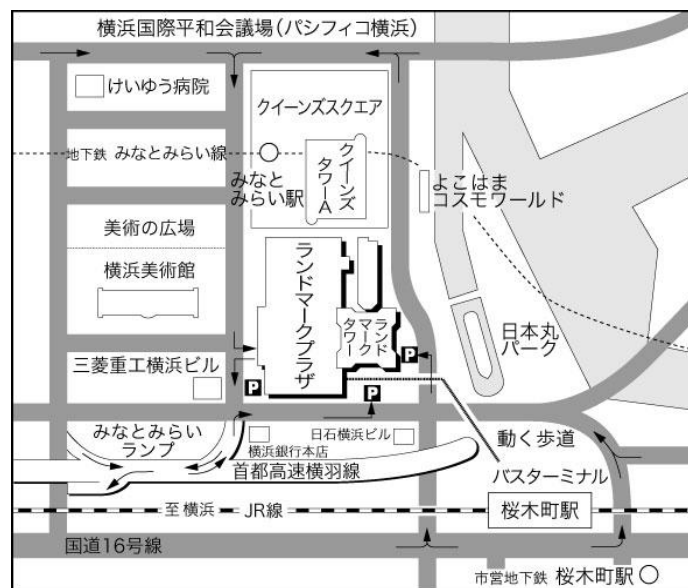 横浜国際平和会議場（パシフィコ横浜）
けいゆう病院
クイーンズスクエア
地下鉄 みなとみらい線
みなと
みらい駅
クイーンズ
タワーA
よこはま
コスモワールド
美術の広場
横浜美術館
ランドマークプラザ
ランド
マーク
タワー
日本丸
パーク
三菱重工横浜ビル
P
P
P
みなとみらい
ランプ
横浜銀行本店
日石横浜ビル
動く歩道
首都高速横羽線
バスターミナル
至 横浜
JR線
桜木町駅
国道16号線
市営地下鉄 桜木町駅